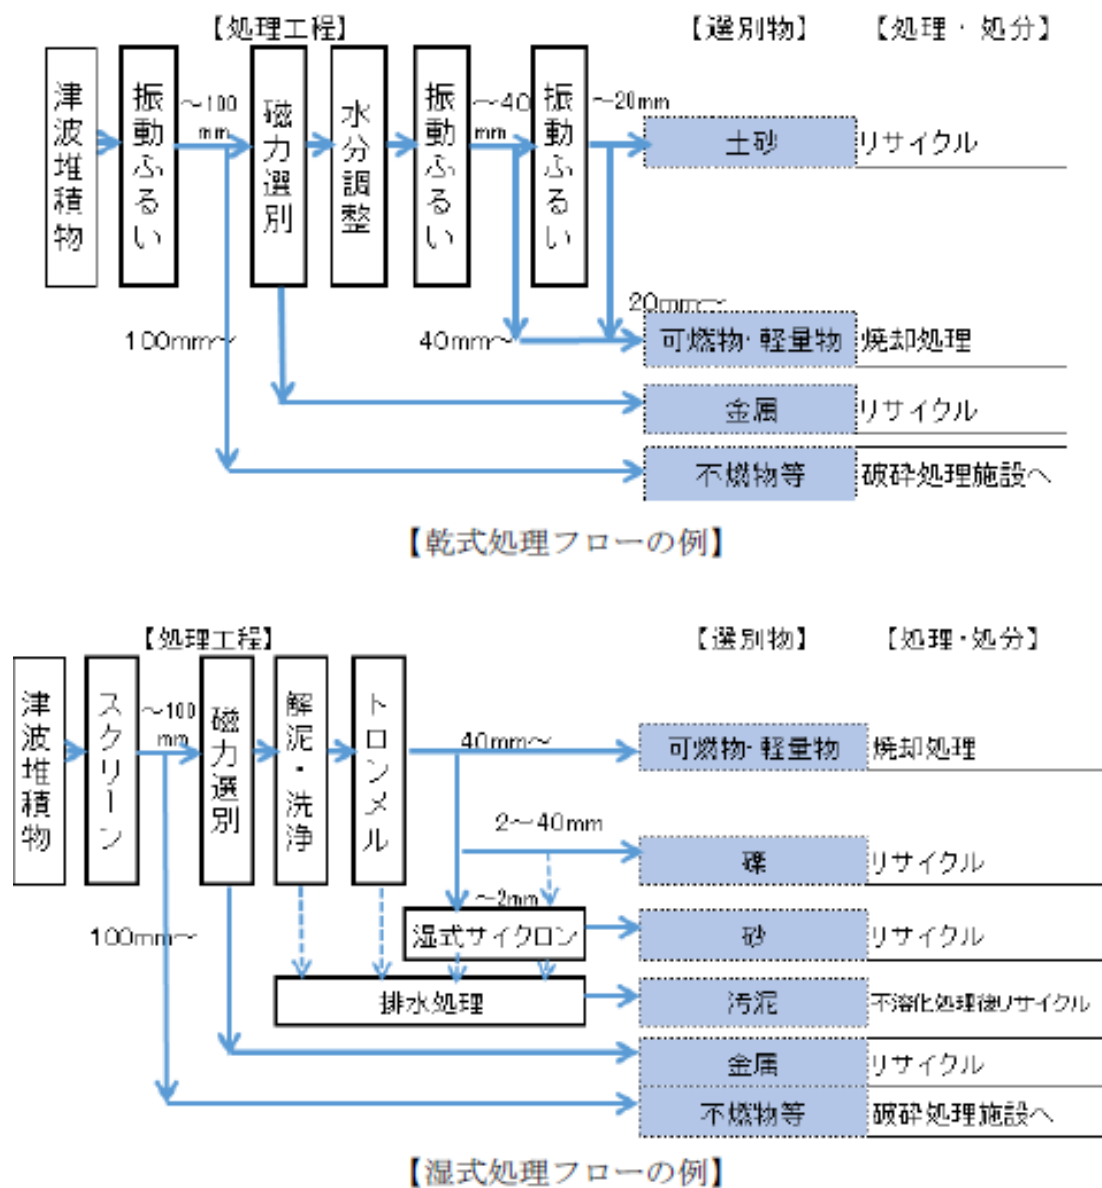 【処理工程】 【選別物】 【処理・処分】
津波堆積物
振動ふるい
～100
mm
磁力選別
水分調整
振動ふるい
～40
mm
振動ふるい
～20mm
土砂 リサイクル
100mm～
40mm～
20mm～
可燃物・軽量物 焼却処理
金属 リサイクル
不燃物等 破砕処理施設へ
【乾式処理フローの例】
【処理工程】 【選別物】 【処理・処分】
津波堆積物
スクリーン
～100
mm
磁力選別
解泥・洗浄
トロンメル
40mm～
可燃物・軽量物 焼却処理
2～40mm
礫 リサイクル
～2mm
湿式サイクロン
砂 リサイクル
100mm～
排水処理
汚泥 不溶化処理後リサイクル
金属 リサイクル
不燃物等 破砕処理施設へ
【湿式処理フローの例】